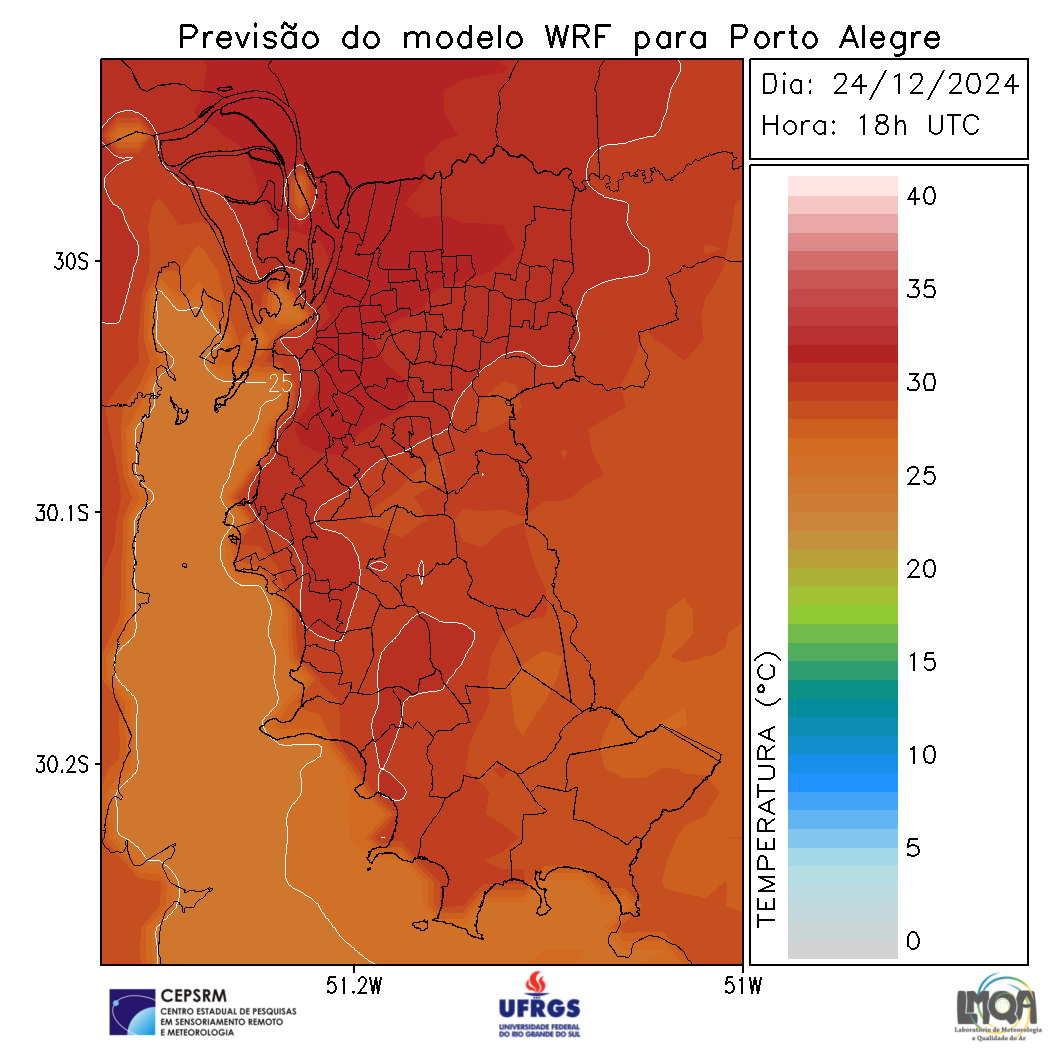 Previsão do modelo WRF para Porto Alegre
Dia: 24/12/2024
Hora: 18h UTC
40
35
30
25
20
15
10
5
0
TEMPERATURA (°C)
30S
30.1S
30.2S
25
51.2W
51W
CEPSRM
CENTRO ESTADUAL DE PESQUISAS
EM SENSORIAMENTO REMOTO
E METEOROLOGIA
UFRGS
UNIVERSIDADE FEDERAL
DO RIO GRANDE DO SUL
LMQA
Laboratório de Meteorologia
e Qualidade do Ar